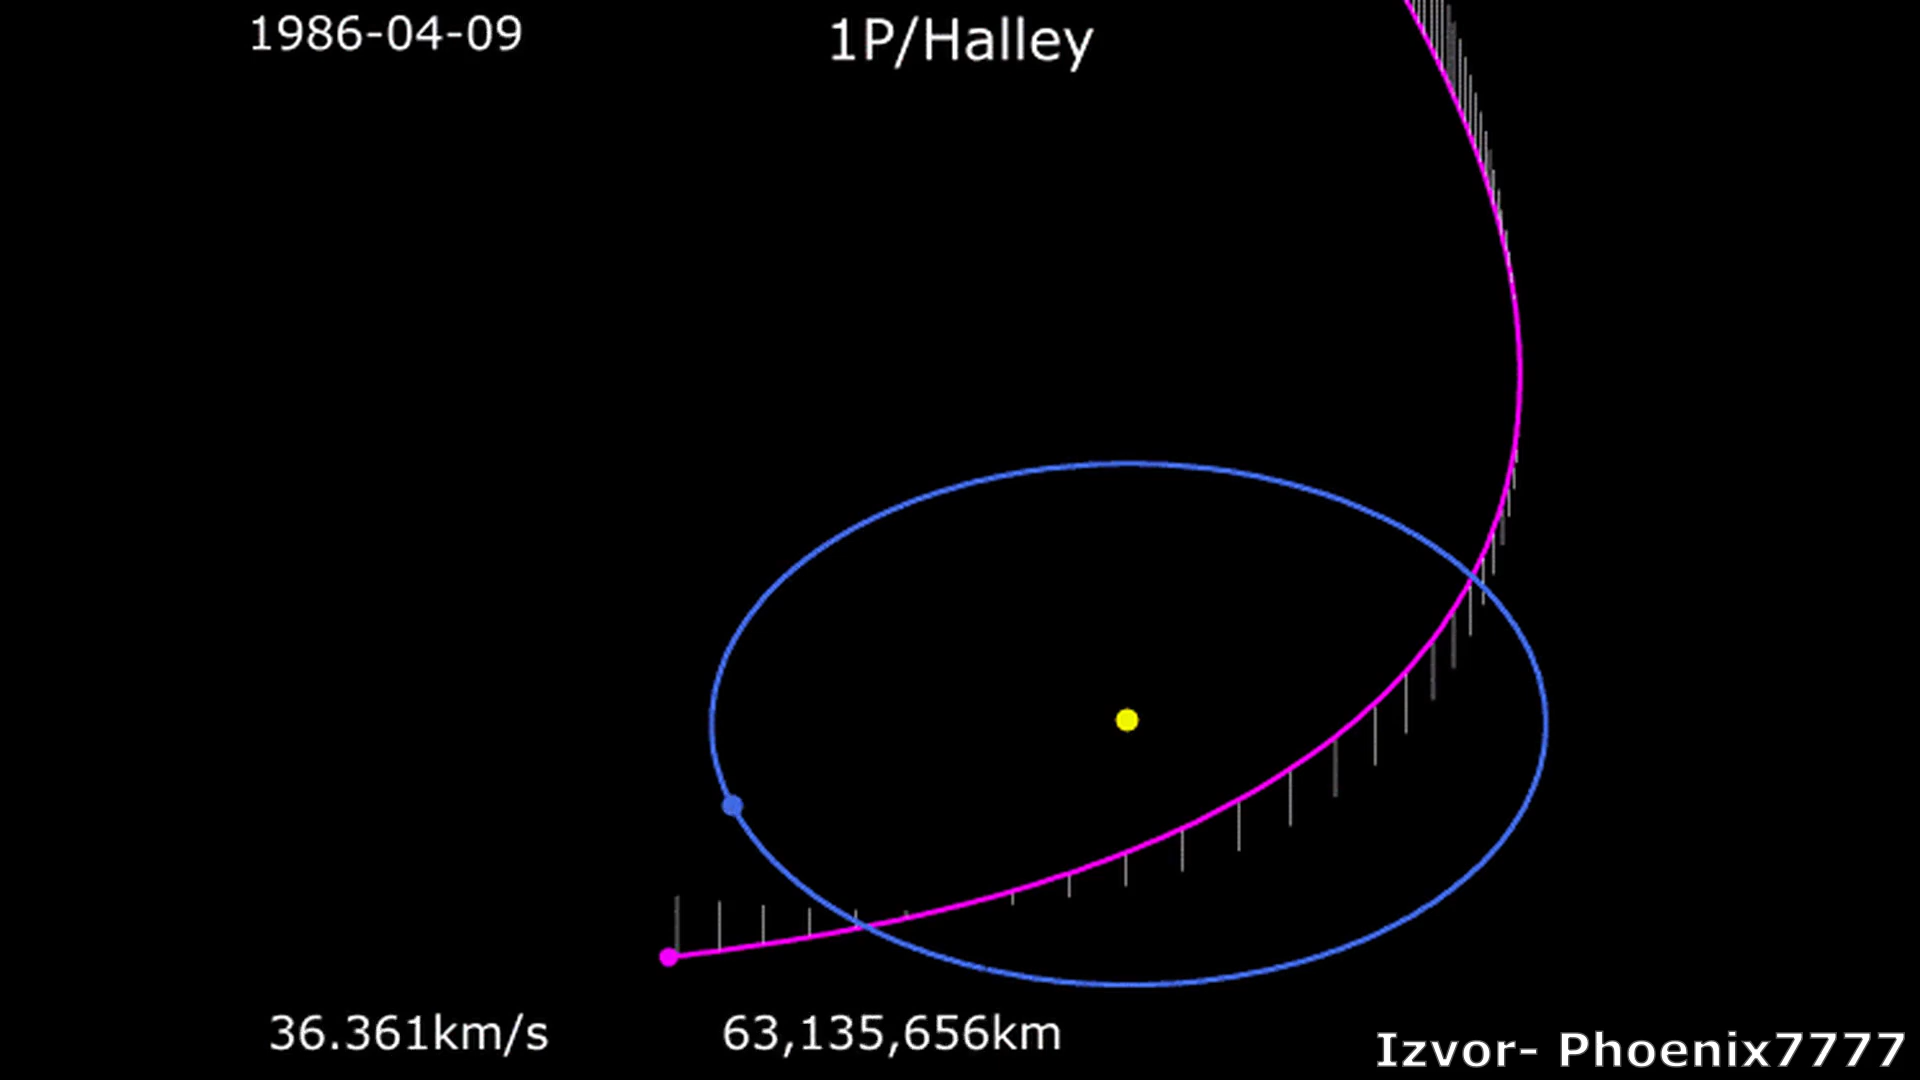 1986-04-09
1P/Halley
36.361km/s
63,135,656km
Izvor- Phoenix7777